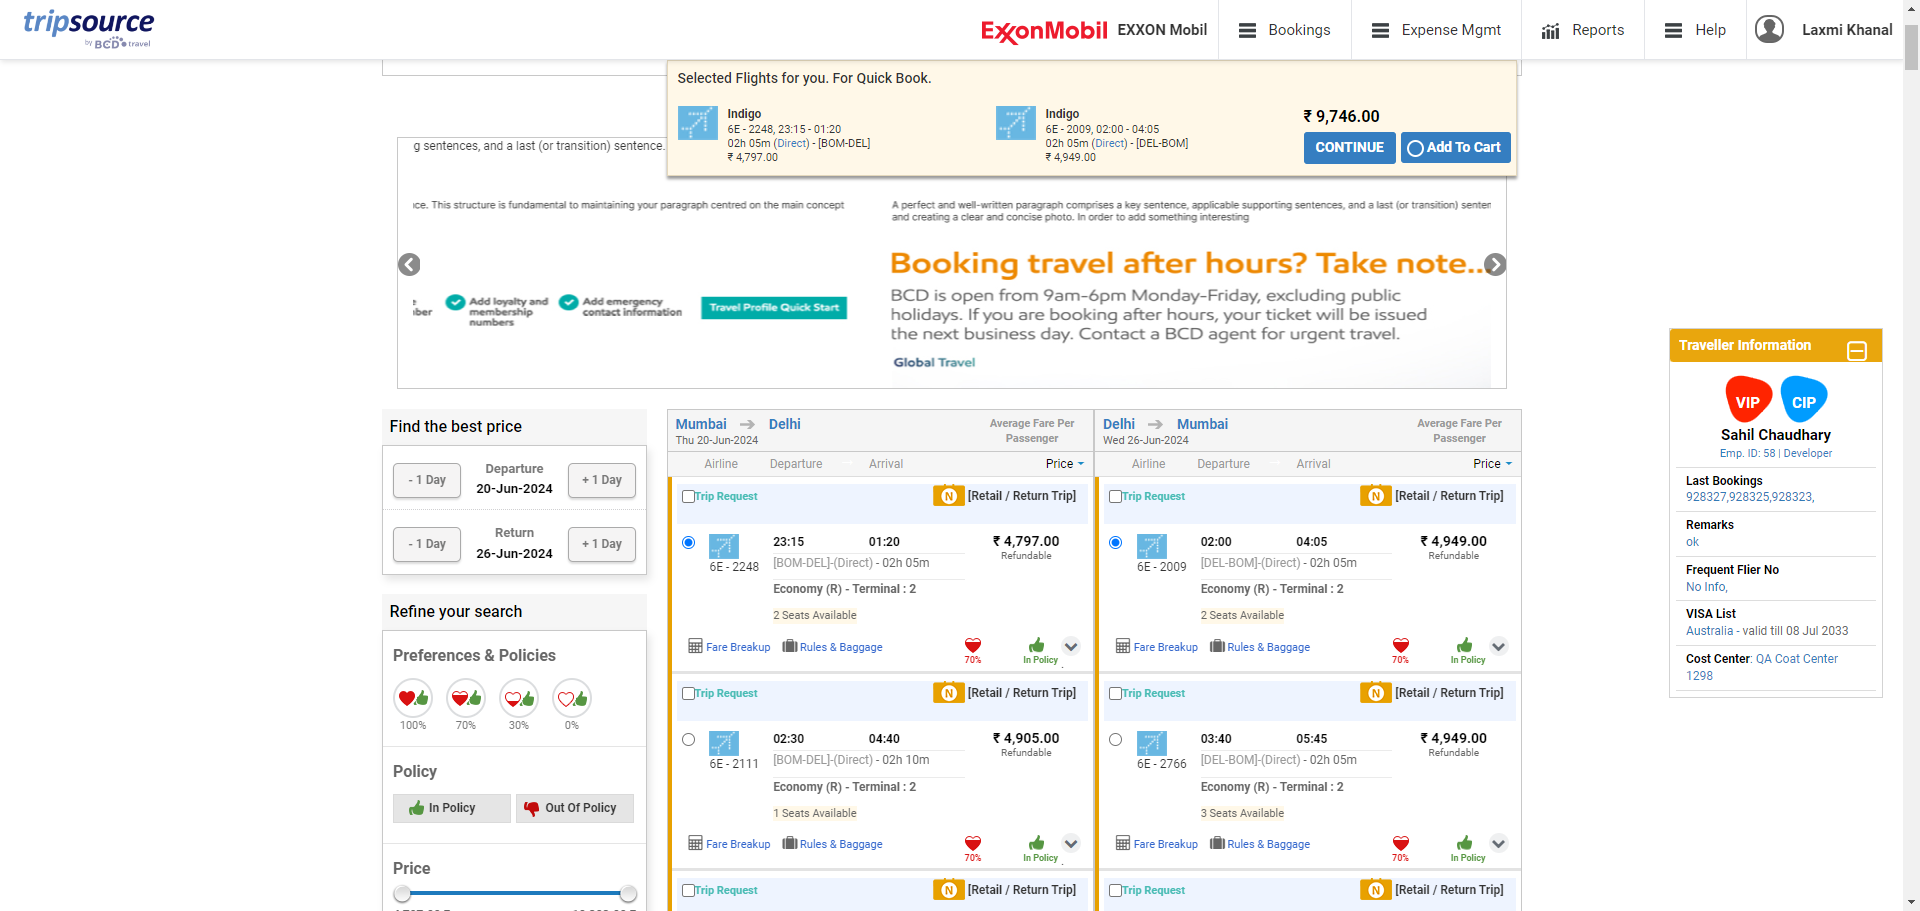 tripsource
by BCD travel
ExxonMobil
EXXON Mobil
Bookings
Expense Mgmt
Reports
Help
Laxmi Khanal
Selected Flights for you. For Quick Book.
Indigo
6E - 2248, 23:15 - 01:20
02h 05m (Direct) - [BOM-DEL]
₹ 4,797.00
Indigo
6E - 2009, 02:00 - 04:05
02h 05m (Direct) - [DEL-BOM]
₹ 4,949.00
₹ 9,746.00
CONTINUE
Add To Cart
g sentences, and a last (or transition) sentence.
ce. This structure is fundamental to maintaining your paragraph centred on the main concept
Add loyalty and
membership
numbers
Add emergency
contact information
Travel Profile Quick Start
A perfect and well-written paragraph comprises a key sentence, applicable supporting sentences, and a last (or transition) senten
and creating a clear and concise photo. In order to add something interesting
Booking travel after hours? Take note...
BCD is open from 9am-6pm Monday-Friday, excluding public
holidays. If you are booking after hours, your ticket will be issued
the next business day. Contact a BCD agent for urgent travel.
Global Travel
Traveller Information
VIP
CIP
Sahil Chaudhary
Emp. ID: 58 | Developer
Last Bookings
928327,928325,928323,
Remarks
ok
Frequent Flier No
No Info,
VISA List
Australia - valid till 08 Jul 2033
Cost Center: QA Coat Center
1298
Find the best price
- 1 Day
Departure
20-Jun-2024
+ 1 Day
- 1 Day
Return
26-Jun-2024
+ 1 Day
Refine your search
Preferences & Policies
100%
70%
30%
0%
Policy
In Policy
Out Of Policy
Price
Mumbai
Delhi
Thu 20-Jun-2024
Average Fare Per
Passenger
Airline
Departure
Arrival
Price
Trip Request
N [Retail / Return Trip]
23:15
01:20
₹ 4,797.00
Refundable
6E - 2248
[BOM-DEL]-(Direct) - 02h 05m
Economy (R) - Terminal : 2
2 Seats Available
Fare Breakup
Rules & Baggage
70%
In Policy
Trip Request
N [Retail / Return Trip]
02:30
04:40
₹ 4,905.00
Refundable
6E - 2111
[BOM-DEL]-(Direct) - 02h 10m
Economy (R) - Terminal : 2
1 Seats Available
Fare Breakup
Rules & Baggage
70%
In Policy
Trip Request
N [Retail / Return Trip]
Delhi
Mumbai
Wed 26-Jun-2024
Average Fare Per
Passenger
Airline
Departure
Arrival
Price
Trip Request
N [Retail / Return Trip]
02:00
04:05
₹ 4,949.00
Refundable
6E - 2009
[DEL-BOM]-(Direct) - 02h 05m
Economy (R) - Terminal : 2
2 Seats Available
Fare Breakup
Rules & Baggage
70%
In Policy
Trip Request
N [Retail / Return Trip]
03:40
05:45
₹ 4,949.00
Refundable
6E - 2766
[DEL-BOM]-(Direct) - 02h 05m
Economy (R) - Terminal : 2
3 Seats Available
Fare Breakup
Rules & Baggage
70%
In Policy
Trip Request
N [Retail / Return Trip]